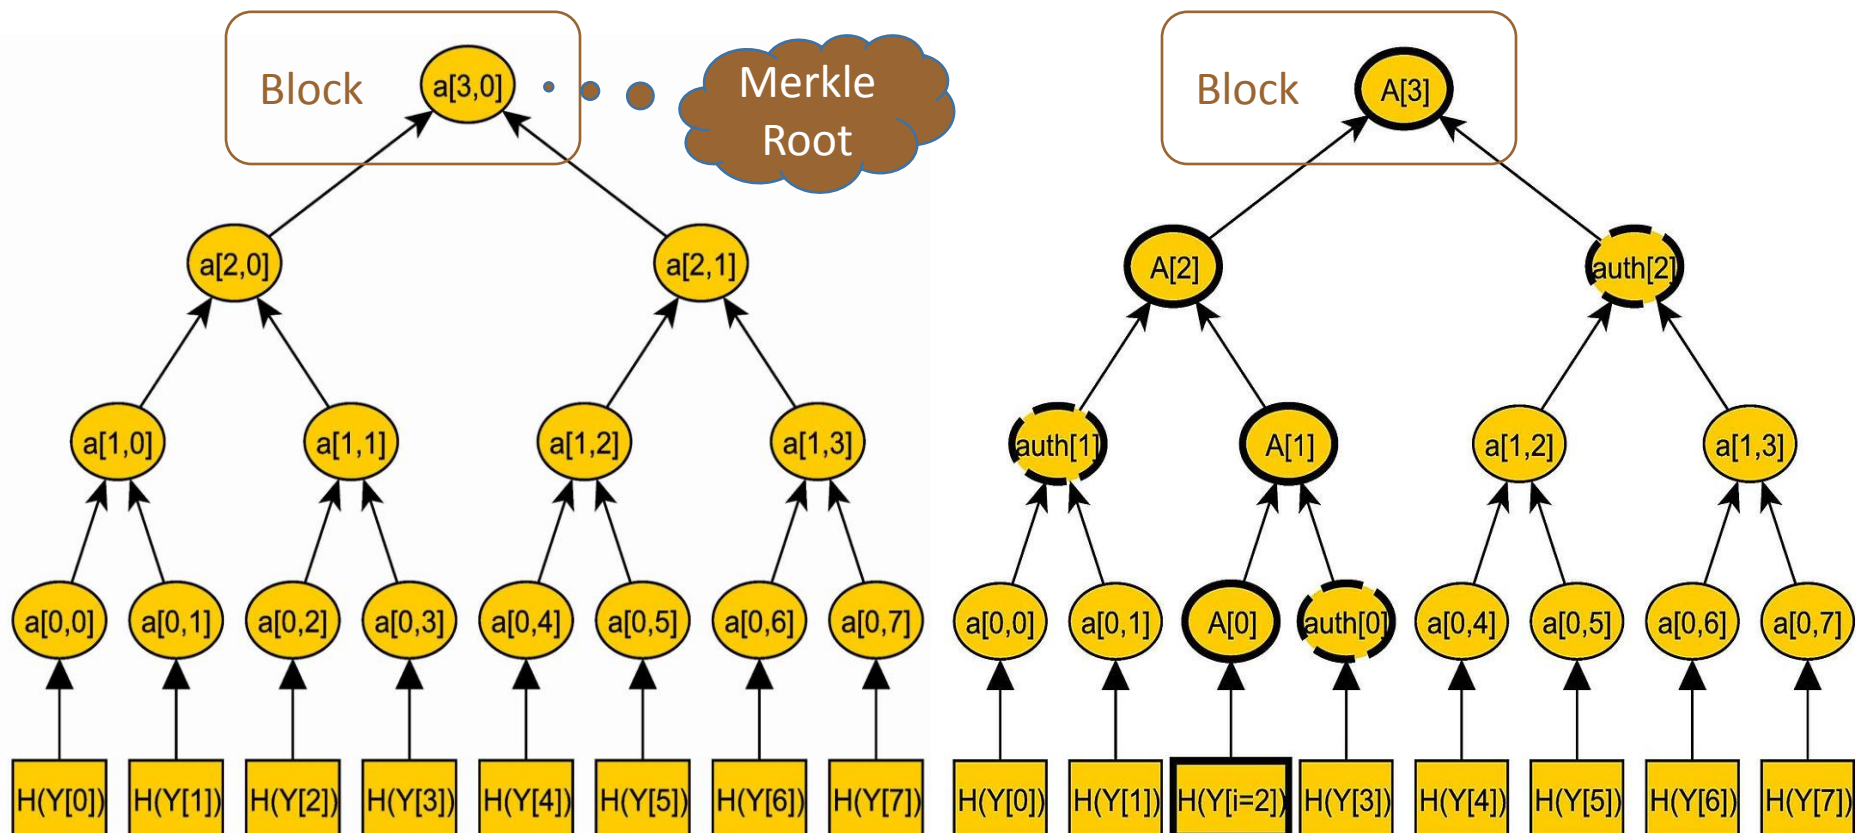 Block
a[3,0]
Merkle
Root
a[2,0]
a[2,1]
a[1,0]
a[1,1]
a[1,2]
a[1,3]
a[0,0]
a[0,1]
a[0,2]
a[0,3]
a[0,4]
a[0,5]
a[0,6]
a[0,7]
H(Y[0])
H(Y[1])
H(Y[2])
H(Y[3])
H(Y[4])
H(Y[5])
H(Y[6])
H(Y[7])
Block
A[3]
A[2]
auth[2]
auth[1]
A[1]
a[1,2]
a[1,3]
a[0,0]
a[0,1]
A[0]
auth[0]
a[0,4]
a[0,5]
a[0,6]
a[0,7]
H(Y[0])
H(Y[1])
H(Y[i=2])
H(Y[3])
H(Y[4])
H(Y[5])
H(Y[6])
H(Y[7])